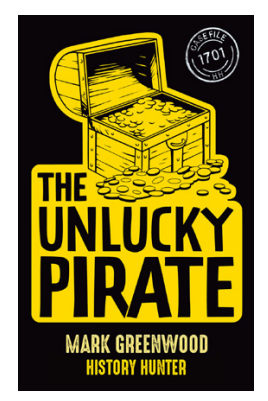 CASEFILE
1701
HH
THE
UNLUCKY
PIRATE
MARK GREENWOOD
HISTORY HUNTER